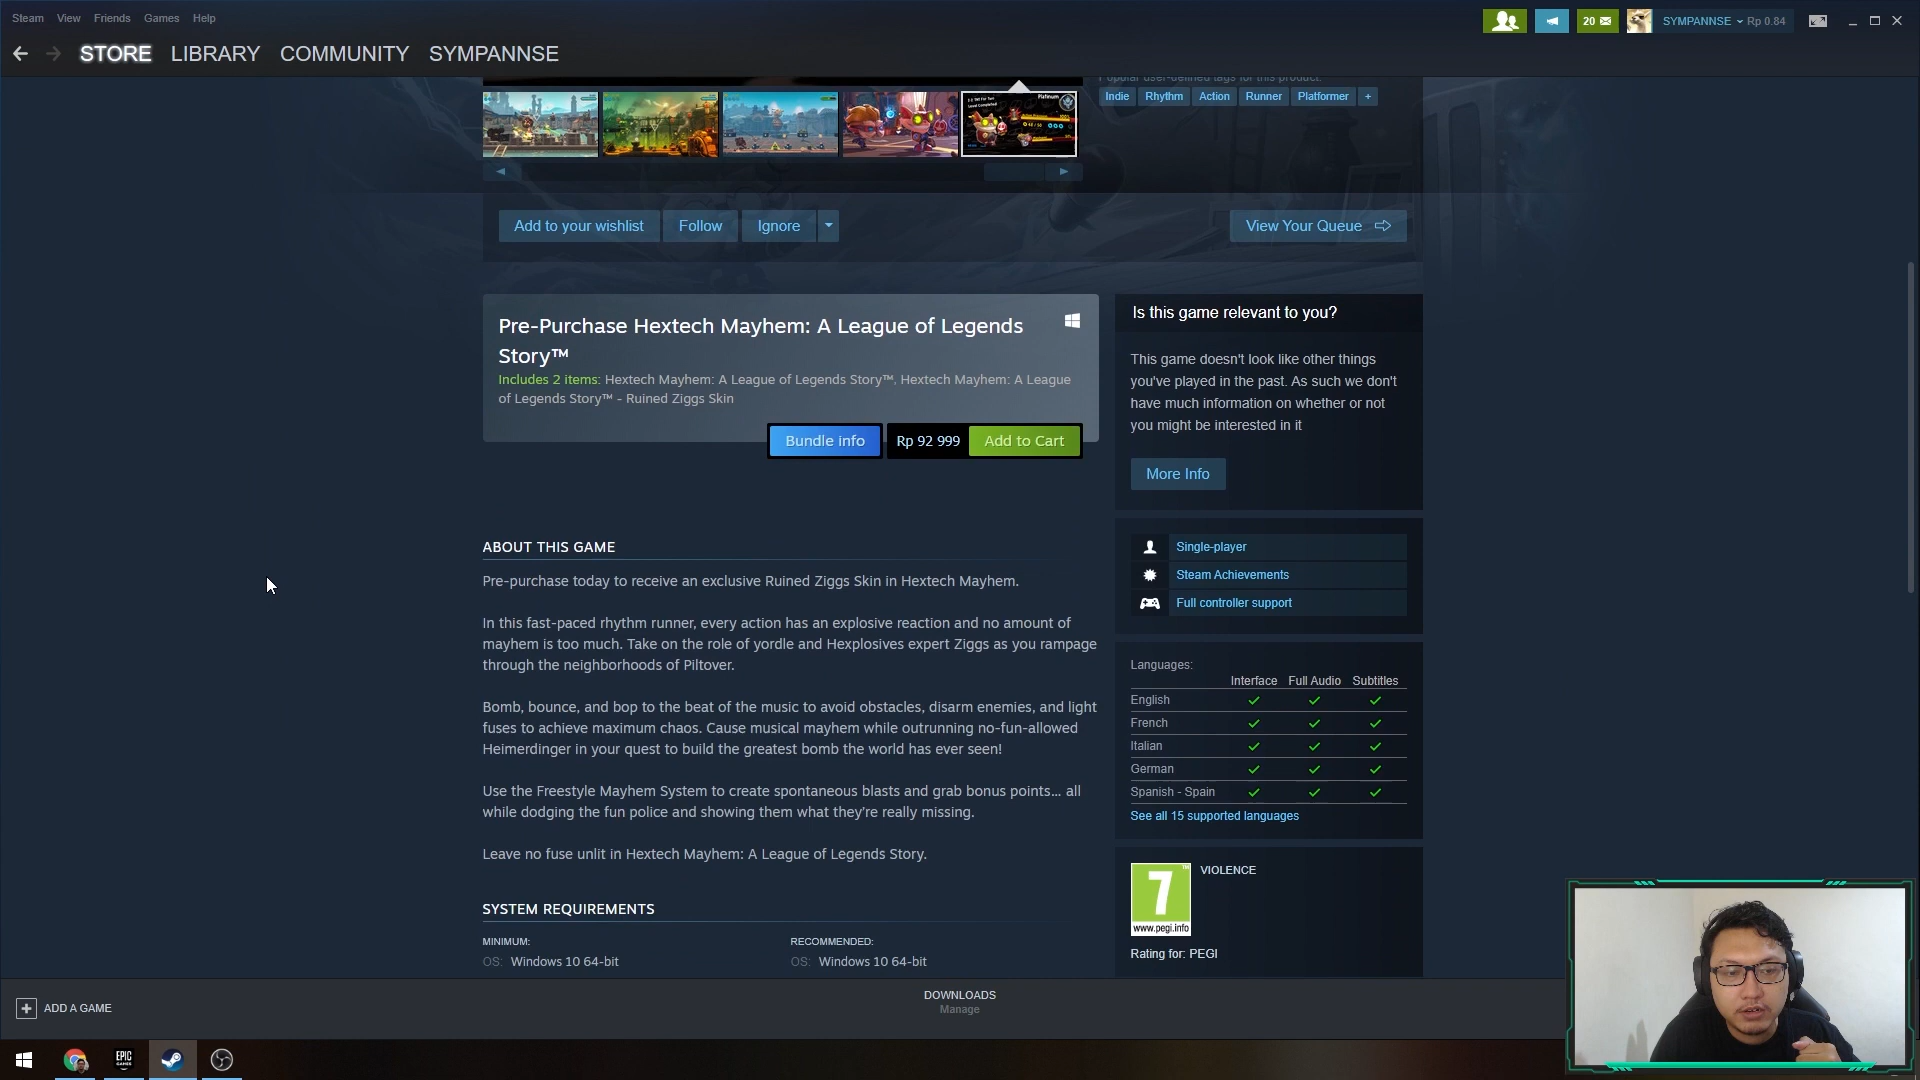 Steam View Friends Games Help
20 SYMPANNSE Rp 0.84
STORE LIBRARY COMMUNITY SYMPANNSE
Popular user-defined tags for this product:
Indie Rhythm Action Runner Platformer +
Platinum
Add to your wishlist Follow Ignore
View Your Queue
Pre-Purchase Hextech Mayhem: A League of Legends
Story™
Includes 2 items: Hextech Mayhem: A League of Legends Story™, Hextech Mayhem: A League
of Legends Story™ - Ruined Ziggs Skin
Bundle info Rp 92 999 Add to Cart
Is this game relevant to you?
This game doesn't look like other things
you've played in the past. As such we don't
have much information on whether or not
you might be interested in it
More Info
ABOUT THIS GAME
Pre-purchase today to receive an exclusive Ruined Ziggs Skin in Hextech Mayhem.
In this fast-paced rhythm runner, every action has an explosive reaction and no amount of
mayhem is too much. Take on the role of yordle and Hexplosives expert Ziggs as you rampage
through the neighborhoods of Piltover.
Bomb, bounce, and bop to the beat of the music to avoid obstacles, disarm enemies, and light
fuses to achieve maximum chaos. Cause musical mayhem while outrunning no-fun-allowed
Heimerdinger in your quest to build the greatest bomb the world has ever seen!
Use the Freestyle Mayhem System to create spontaneous blasts and grab bonus points... all
while dodging the fun police and showing them what they're really missing.
Leave no fuse unlit in Hextech Mayhem: A League of Legends Story.
SYSTEM REQUIREMENTS
MINIMUM:
OS: Windows 10 64-bit
RECOMMENDED:
OS: Windows 10 64-bit
Single-player
Steam Achievements
Full controller support
Languages:
Interface Full Audio Subtitles
English
French
Italian
German
Spanish - Spain
See all 15 supported languages
7
www.pegi.info
VIOLENCE
Rating for: PEGI
ADD A GAME
DOWNLOADS
Manage
EPIC
GAMES